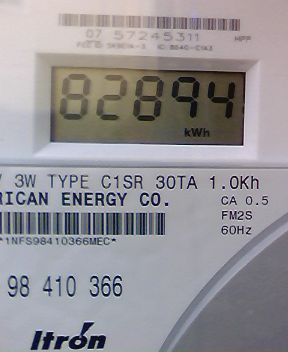 07 57245311
82894
kWh
3W TYPE C1SR 30TA 1.0Kh
RICAN ENERGY CO.
CA 0.5
FM2S
60Hz
*1NFS98410366MEC*
98 410 366
Itrón